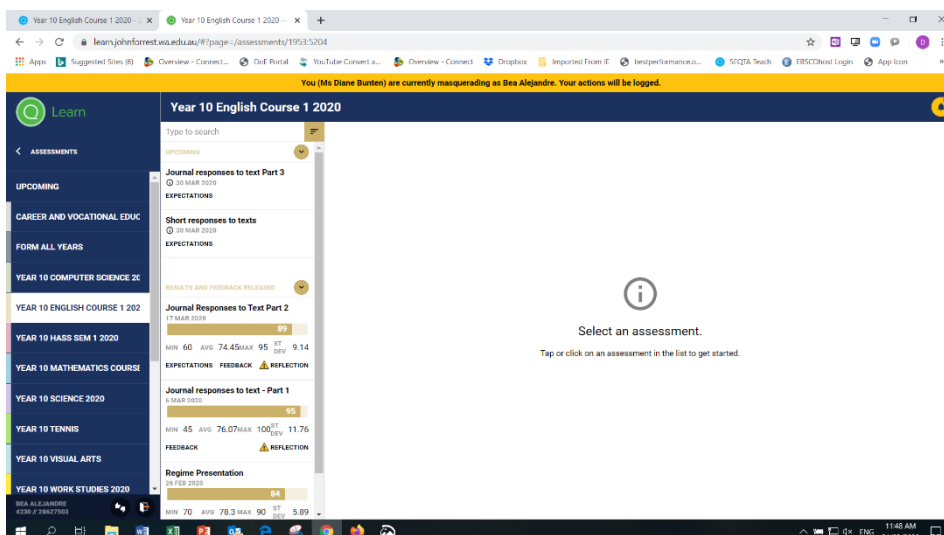 Year 10 English Course 1 2020 -
Year 10 English Course 1 2020 —
learn.johnforrest.wa.edu.au/#?page=/assessments/1953:5204
Apps
Suggested Sites (6)
Overview - Connect...
DoE Portal
YouTube Convert a...
Overview - Connect
Dropbox
Imported From IE
bestperformance.o...
SEQTA Teach
EBSCOhost Login
App Icon
You (Ms Diane Bunten) are currently masquerading as Bea Alejandre. Your actions will be logged.
Learn
Year 10 English Course 1 2020
ASSESSMENTS
UPCOMING
CAREER AND VOCATIONAL EDUC
FORM ALL YEARS
YEAR 10 COMPUTER SCIENCE 20
YEAR 10 ENGLISH COURSE 1 202
YEAR 10 HASS SEM 1 2020
YEAR 10 MATHEMATICS COURSE
YEAR 10 SCIENCE 2020
YEAR 10 TENNIS
YEAR 10 VISUAL ARTS
YEAR 10 WORK STUDIES 2020
BEA ALEJANDRE
4230 // 28627503
Type to search
UPCOMING
Journal responses to text Part 3
30 MAR 2020
EXPECTATIONS
Short responses to texts
30 MAR 2020
EXPECTATIONS
RESULTS AND FEEDBACK RELEASED
Journal Responses to Text Part 2
17 MAR 2020
89
MIN 60 AVG 74.45 MAX 95 ST DEV 9.14
EXPECTATIONS FEEDBACK REFLECTION
Journal responses to text - Part 1
6 MAR 2020
95
MIN 45 AVG 76.07 MAX 100 ST DEV 11.76
FEEDBACK REFLECTION
Regime Presentation
26 FEB 2020
84
MIN 70 AVG 78.3 MAX 90 ST DEV 5.89
Select an assessment.
Tap or click on an assessment in the list to get started.
ENG
11:48 AM